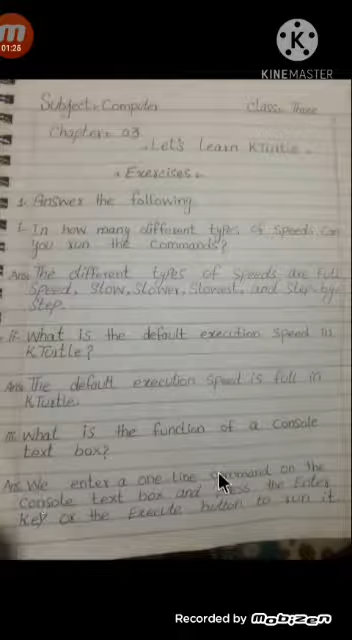 01:25
K
KINEMASTER
Subject:- Computer Class:- Three
Chapter:- 03
Let's Learn KTurtle.
Exercises.
1. Answer the following
i- In how many different types of speeds can
you run the commands?
Ans The different types of speeds are Full
Speed, Slow, Slower, Slowest, and Step-by-
Step.
ii- What is the default execution speed in
KTurtle?
Ans The default execution speed is full in
KTurtle.
iii- What is the function of a console
text box?
Ans We enter a one line command on the
Console text box and press the Enter
Key or the Execute button to run it.
Recorded by mobizen